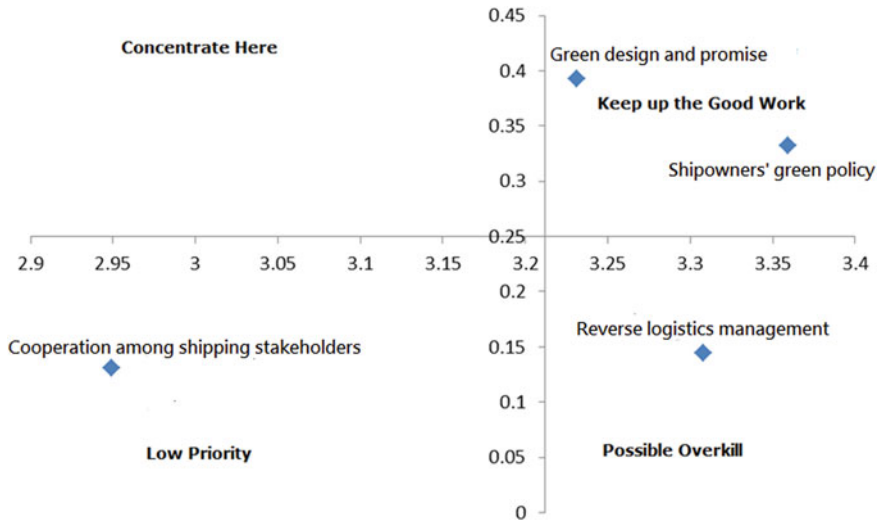 0.45
Concentrate Here
Green design and promise
0.4
Keep up the Good Work
0.35
Shipowners' green policy
0.3
0.25
2.9 2.95 3 3.05 3.1 3.15 3.2 3.25 3.3 3.35 3.4
0.2
Reverse logistics management
Cooperation among shipping stakeholders
0.15
0.1
Low Priority
Possible Overkill
0.05
0